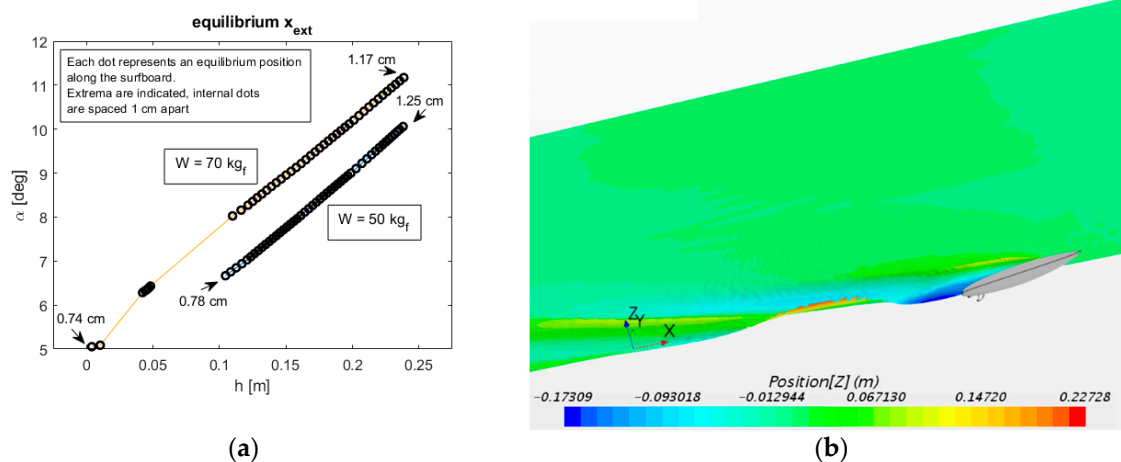 equilibrium x_ext
12
11
10
9
8
7
6
5
α [deg]
Each dot represents an equilibrium position
along the surfboard.
Extrema are indicated, internal dots
are spaced 1 cm apart
1.17 cm
1.25 cm
W = 70 kg_f
W = 50 kg_f
0.78 cm
0.74 cm
0
0.05
0.1
0.15
0.2
0.25
h [m]
(a)
Z
Y
X
Position[Z] (m)
-0.17309 -0.093018 -0.012944 0.067130 0.14720 0.22728
(b)